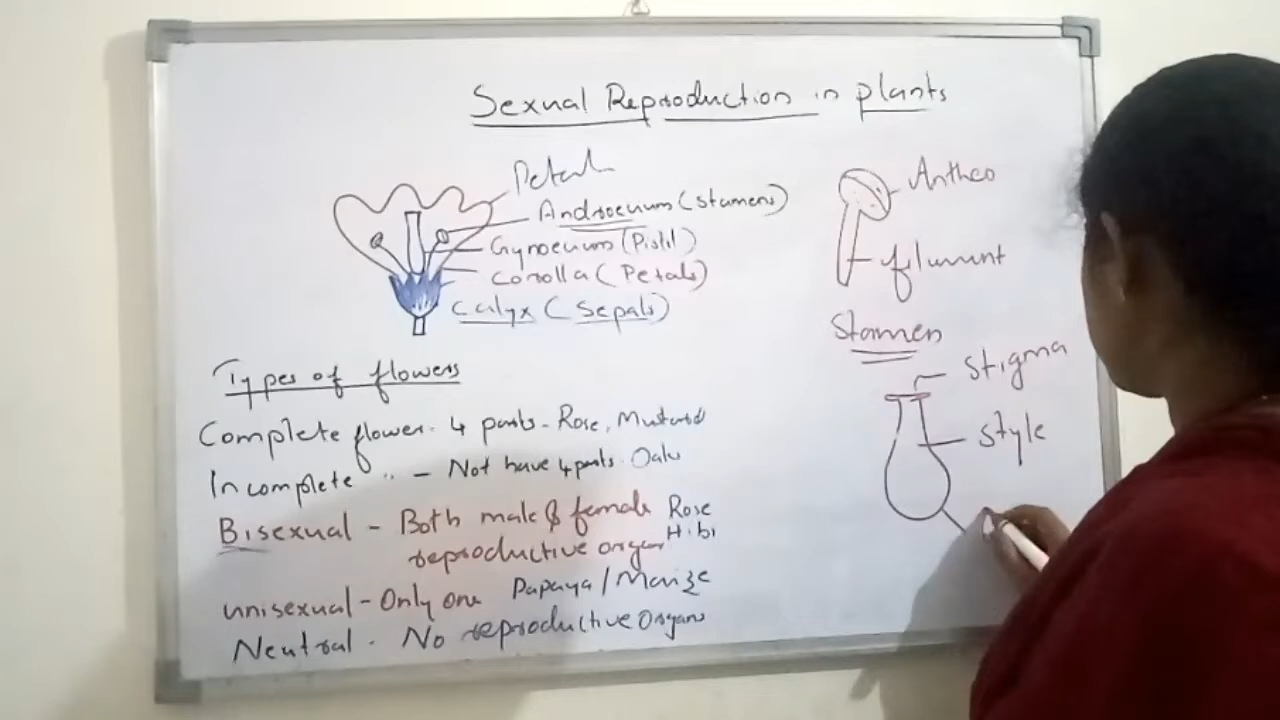 Sexual Reproduction in plants
Petal
Androecium (stamens)
Gynoecium (Pistil)
Corolla (Petals)
Calyx (Sepals)
Anther
filament
Stamen
Stigma
Style
Types of flowers
Complete flower - 4 parts - Rose, Mustard
Incomplete " - Not have 4 parts.
Bisexual - Both male & female Rose
reproductive organ Hibi
unisexual - Only one Papaya / Maize
Neutral - No reproductive Organs